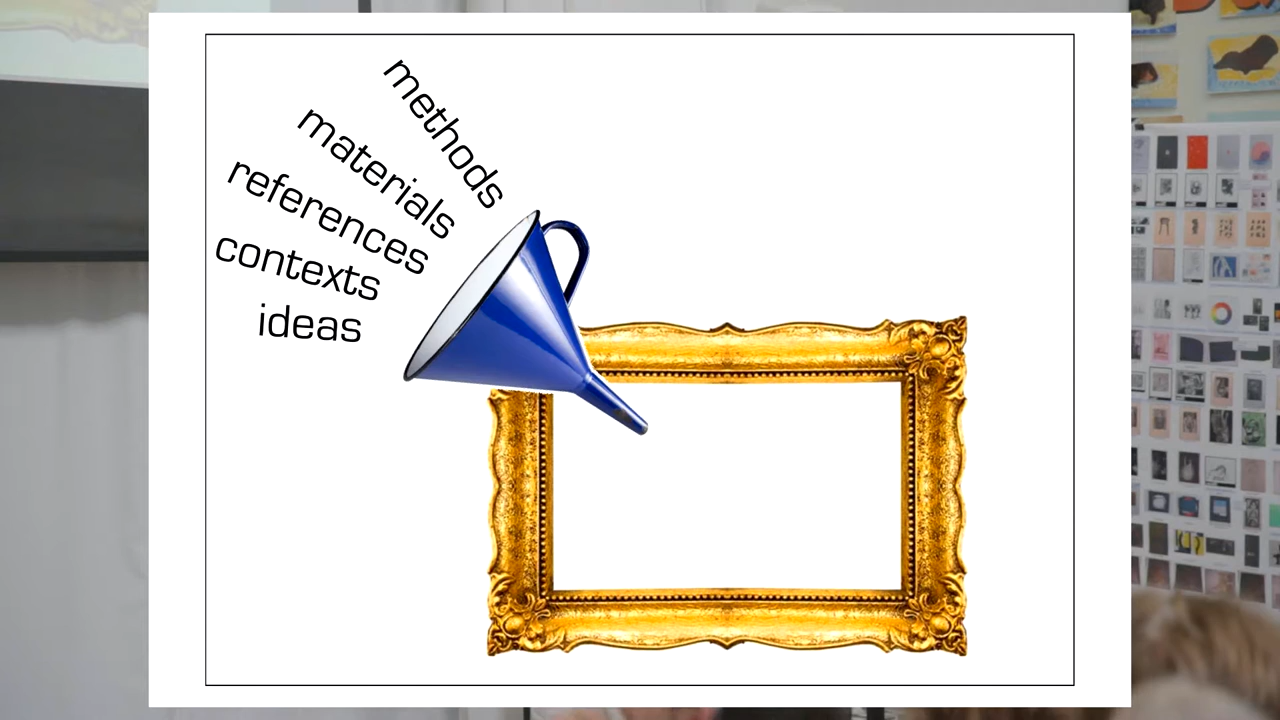 methods
materials
references
contexts
ideas